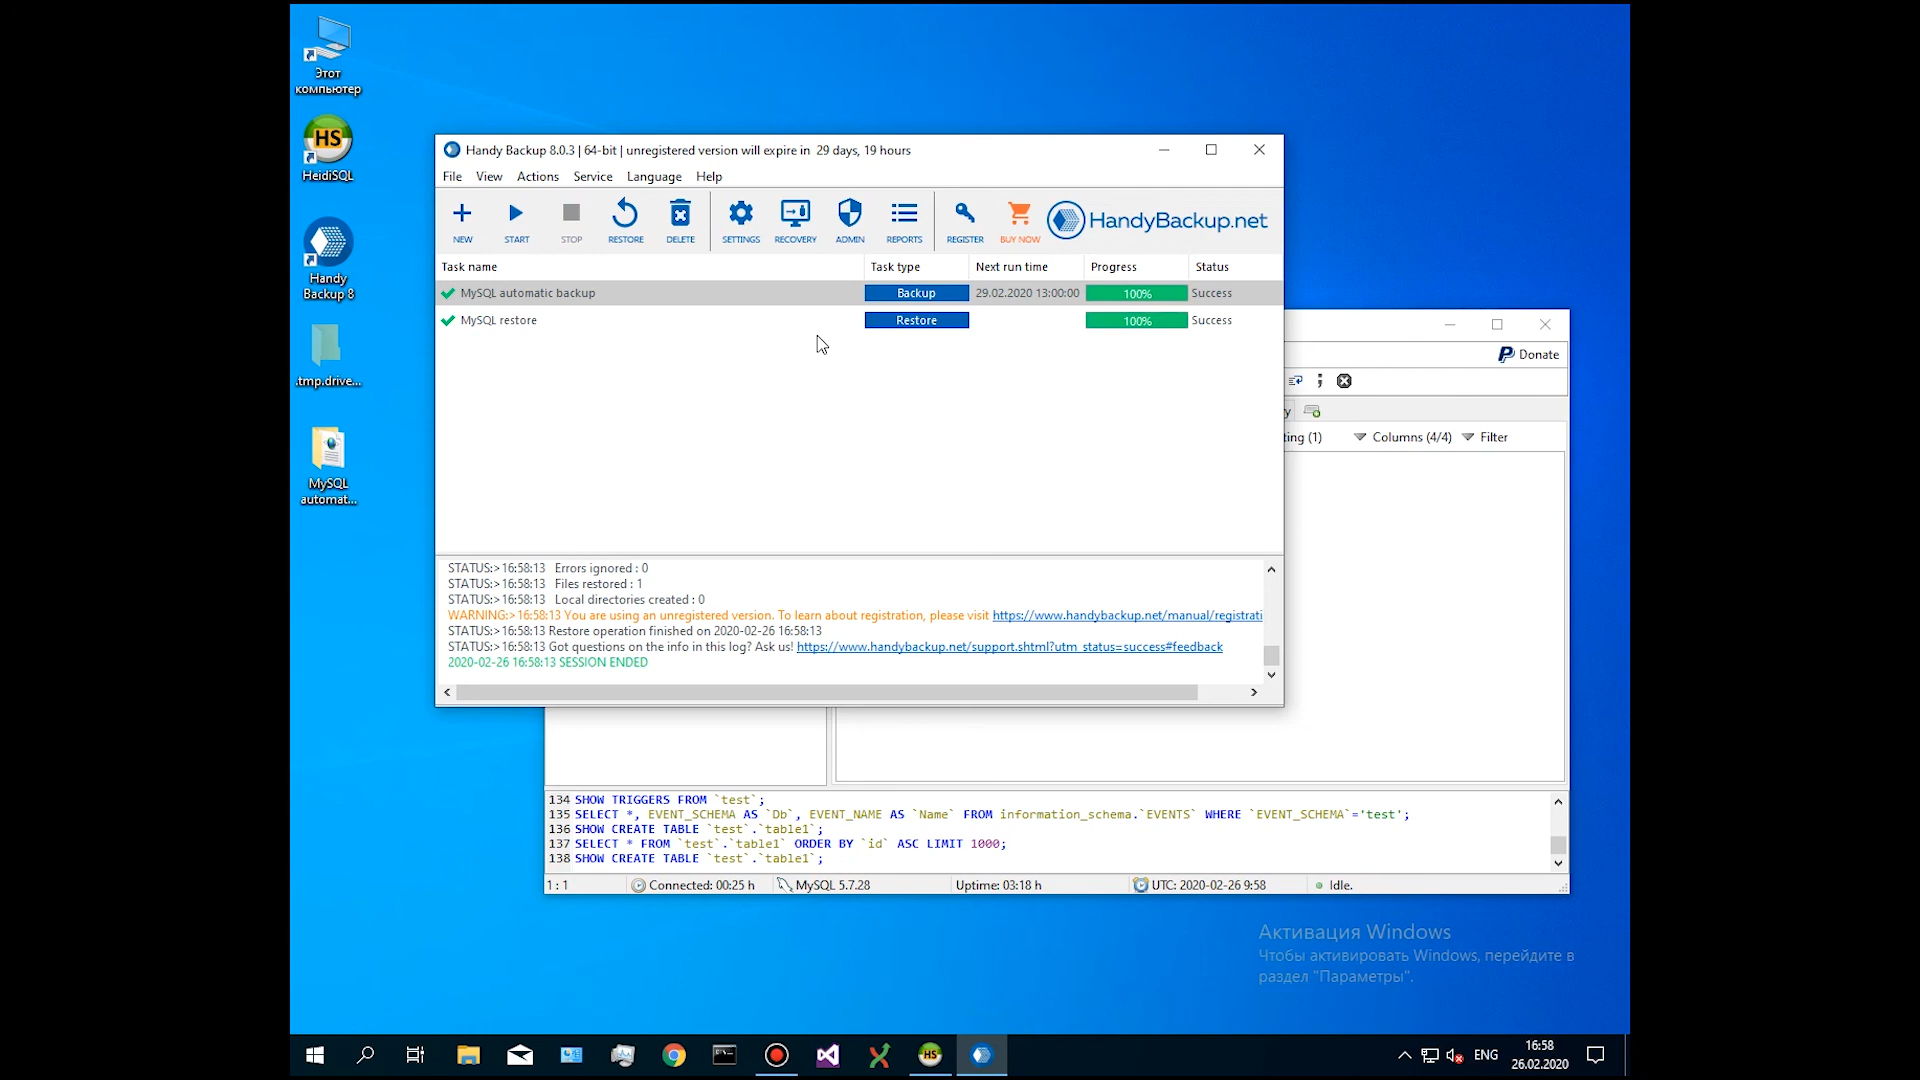 Этот
компьютер
HS
HeidiSQL
Handy
Backup 8
.tmp.drive...
MySQL
automat...
Handy Backup 8.0.3 | 64-bit | unregistered version will expire in 29 days, 19 hours
File View Actions Service Language Help
NEW START STOP RESTORE DELETE SETTINGS RECOVERY ADMIN REPORTS REGISTER BUY NOW HandyBackup.net
Task name Task type Next run time Progress Status
MySQL automatic backup Backup 29.02.2020 13:00:00 100% Success
MySQL restore Restore 100% Success
STATUS:> 16:58:13 Errors ignored : 0
STATUS:> 16:58:13 Files restored : 1
STATUS:> 16:58:13 Local directories created : 0
WARNING:> 16:58:13 You are using an unregistered version. To learn about registration, please visit https://www.handybackup.net/manual/registrati
STATUS:> 16:58:13 Restore operation finished on 2020-02-26 16:58:13
STATUS:> 16:58:13 Got questions on the info in this log? Ask us! https://www.handybackup.net/support.shtml?utm_status=success#feedback
2020-02-26 16:58:13 SESSION ENDED
Donate
y
ting (1) Columns (4/4) Filter
134 SHOW TRIGGERS FROM `test`;
135 SELECT *, EVENT_SCHEMA AS `Db`, EVENT_NAME AS `Name` FROM information_schema.`EVENTS` WHERE `EVENT_SCHEMA`='test';
136 SHOW CREATE TABLE `test`.`table1`;
137 SELECT * FROM `test`.`table1` ORDER BY `id` ASC LIMIT 1000;
138 SHOW CREATE TABLE `test`.`table1`;
1 : 1 Connected: 00:25 h MySQL 5.7.28 Uptime: 03:18 h UTC: 2020-02-26 9:58 Idle.
Активация Windows
Чтобы активировать Windows, перейдите в
раздел "Параметры".
HS
ENG
16:58
26.02.2020